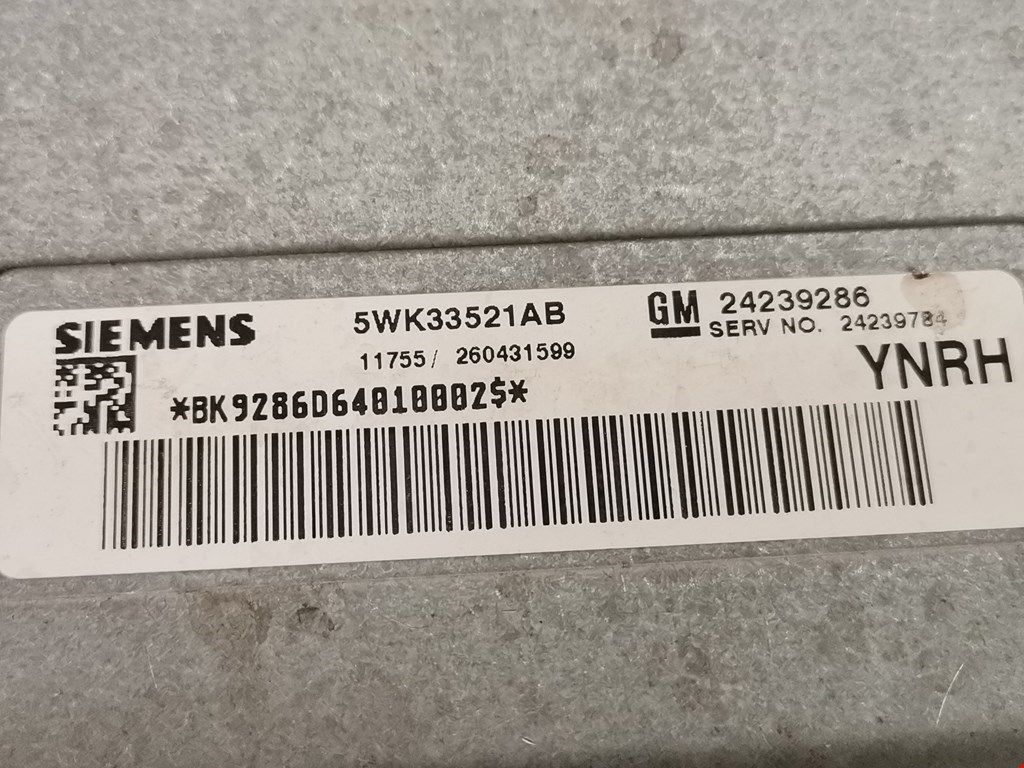 SIEMENS
5WK33521AB
GM 24239286
SERV NO. 24239784
11755/ 260431599
YNRH
*BK9286D64010002$*